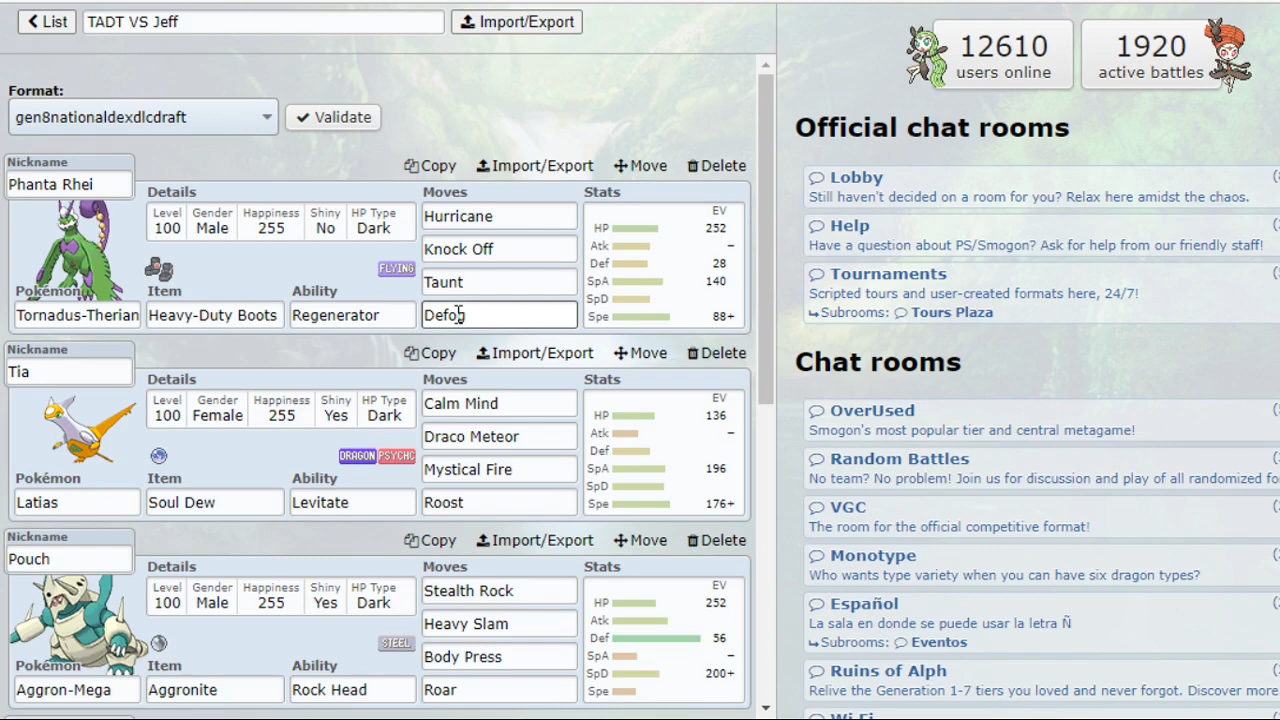 List
TADT VS Jeff
Import/Export
12610
users online
1920
active battles
Format:
gen8nationaldexdlcdraft
Validate
Official chat rooms
Lobby
Still haven't decided on a room for you? Relax here amidst the chaos.
Help
Have a question about PS/Smogon? Ask for help from our friendly staff!
Tournaments
Scripted tours and user-created formats here, 24/7!
↳Subrooms: Tours Plaza
Chat rooms
OverUsed
Smogon's most popular tier and central metagame!
Random Battles
No team? No problem! Join us for discussion and play of all randomized fo
VGC
The room for the official competitive format!
Monotype
Who wants type variety when you can have six dragon types?
Español
La sala en donde se puede usar la letra Ñ
↳Subrooms: Eventos
Ruins of Alph
Relive the Generation 1-7 tiers you loved and never forgot. Discover more
Wi-Fi
Copy Import/Export Move Delete
Nickname
Phanta Rhei
Details
Level Gender Happiness Shiny HP Type
100 Male 255 No Dark
FLYING
Pokémon
Tornadus-Therian
Item
Heavy-Duty Boots
Ability
Regenerator
Moves
Hurricane
Knock Off
Taunt
Defog
Stats
EV
HP 252
Atk –
Def 28
SpA 140
SpD
Spe 88+
Copy Import/Export Move Delete
Nickname
Tia
Details
Level Gender Happiness Shiny HP Type
100 Female 255 Yes Dark
DRAGON PSYCHC
Pokémon
Latias
Item
Soul Dew
Ability
Levitate
Moves
Calm Mind
Draco Meteor
Mystical Fire
Roost
Stats
EV
HP 136
Atk –
Def
SpA 196
SpD
Spe 176+
Copy Import/Export Move Delete
Nickname
Pouch
Details
Level Gender Happiness Shiny HP Type
100 Male 255 Yes Dark
STEEL
Pokémon
Aggron-Mega
Item
Aggronite
Ability
Rock Head
Moves
Stealth Rock
Heavy Slam
Body Press
Roar
Stats
EV
HP 252
Atk
Def 56
SpA –
SpD 200+
Spe